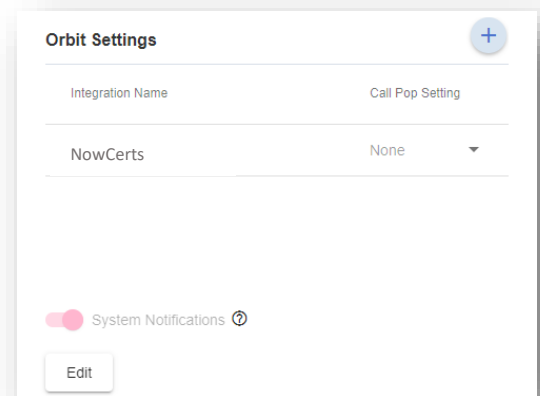 Orbit Settings
Integration Name Call Pop Setting
NowCerts None
System Notifications
Edit